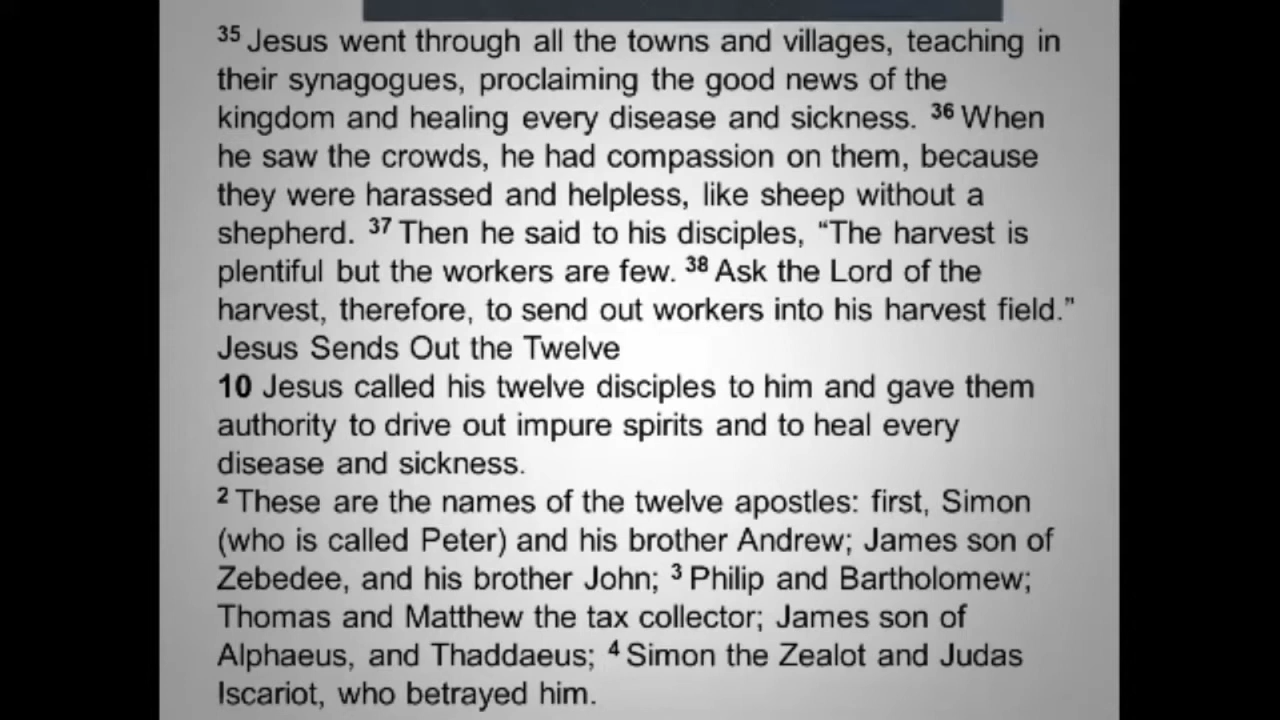 35 Jesus went through all the towns and villages, teaching in
their synagogues, proclaiming the good news of the
kingdom and healing every disease and sickness. 36 When
he saw the crowds, he had compassion on them, because
they were harassed and helpless, like sheep without a
shepherd. 37 Then he said to his disciples, “The harvest is
plentiful but the workers are few. 38 Ask the Lord of the
harvest, therefore, to send out workers into his harvest field.”
Jesus Sends Out the Twelve
10 Jesus called his twelve disciples to him and gave them
authority to drive out impure spirits and to heal every
disease and sickness.
2 These are the names of the twelve apostles: first, Simon
(who is called Peter) and his brother Andrew; James son of
Zebedee, and his brother John; 3 Philip and Bartholomew;
Thomas and Matthew the tax collector; James son of
Alphaeus, and Thaddaeus; 4 Simon the Zealot and Judas
Iscariot, who betrayed him.